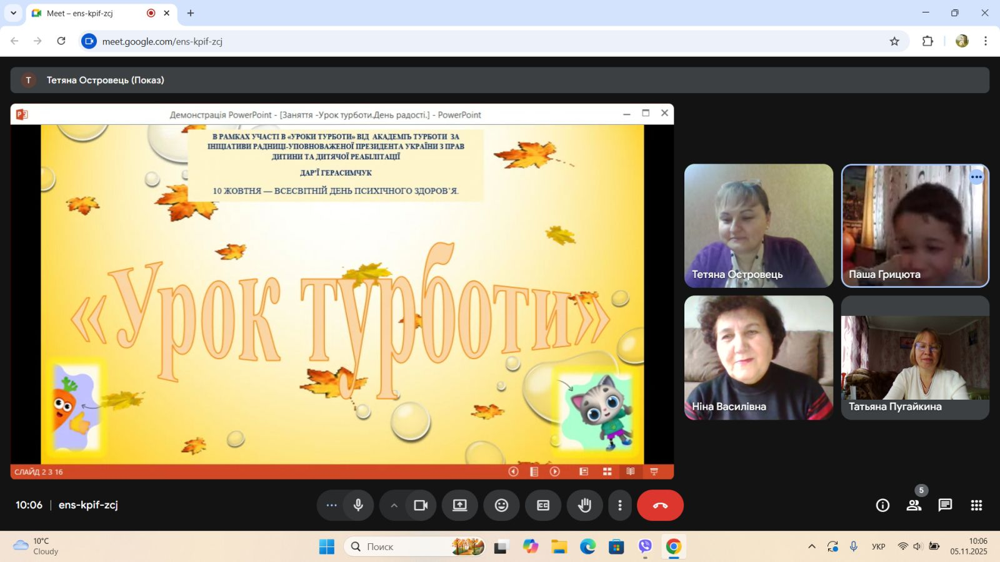 Meet – ens-kpif-zcj
meet.google.com/ens-kpif-zcj
Т
Тетяна Островець (Показ)
Демонстрація PowerPoint - [Заняття -Урок турботи.День радості.] - PowerPoint
В РАМКАХ УЧАСТІ В «УРОКИ ТУРБОТИ» ВІД АКАДЕМІЬ ТУРБОТИ ЗА
ІНІЦІАТИВИ РАДНИЦІ-УПОВНОВАЖЕНОЇ ПРЕЗИДЕНТА УКРАЇНИ З ПРАВ
ДИТИНИ ТА ДИТЯЧОЇ РЕАБІЛІТАЦІЇ
ДАР'Ї ГЕРАСИМЧУК
10 ЖОВТНЯ — ВСЕСВІТНІЙ ДЕНЬ ПСИХІЧНОГО ЗДОРОВ'Я.
«Урок турботи»
СЛАЙД 2 З 16
Тетяна Островець
Паша Грицюта
Ніна Василівна
Татьяна Пугайкина
10:06 | ens-kpif-zcj
5
10°C
Cloudy
Поиск
УКР
10:06
05.11.2025